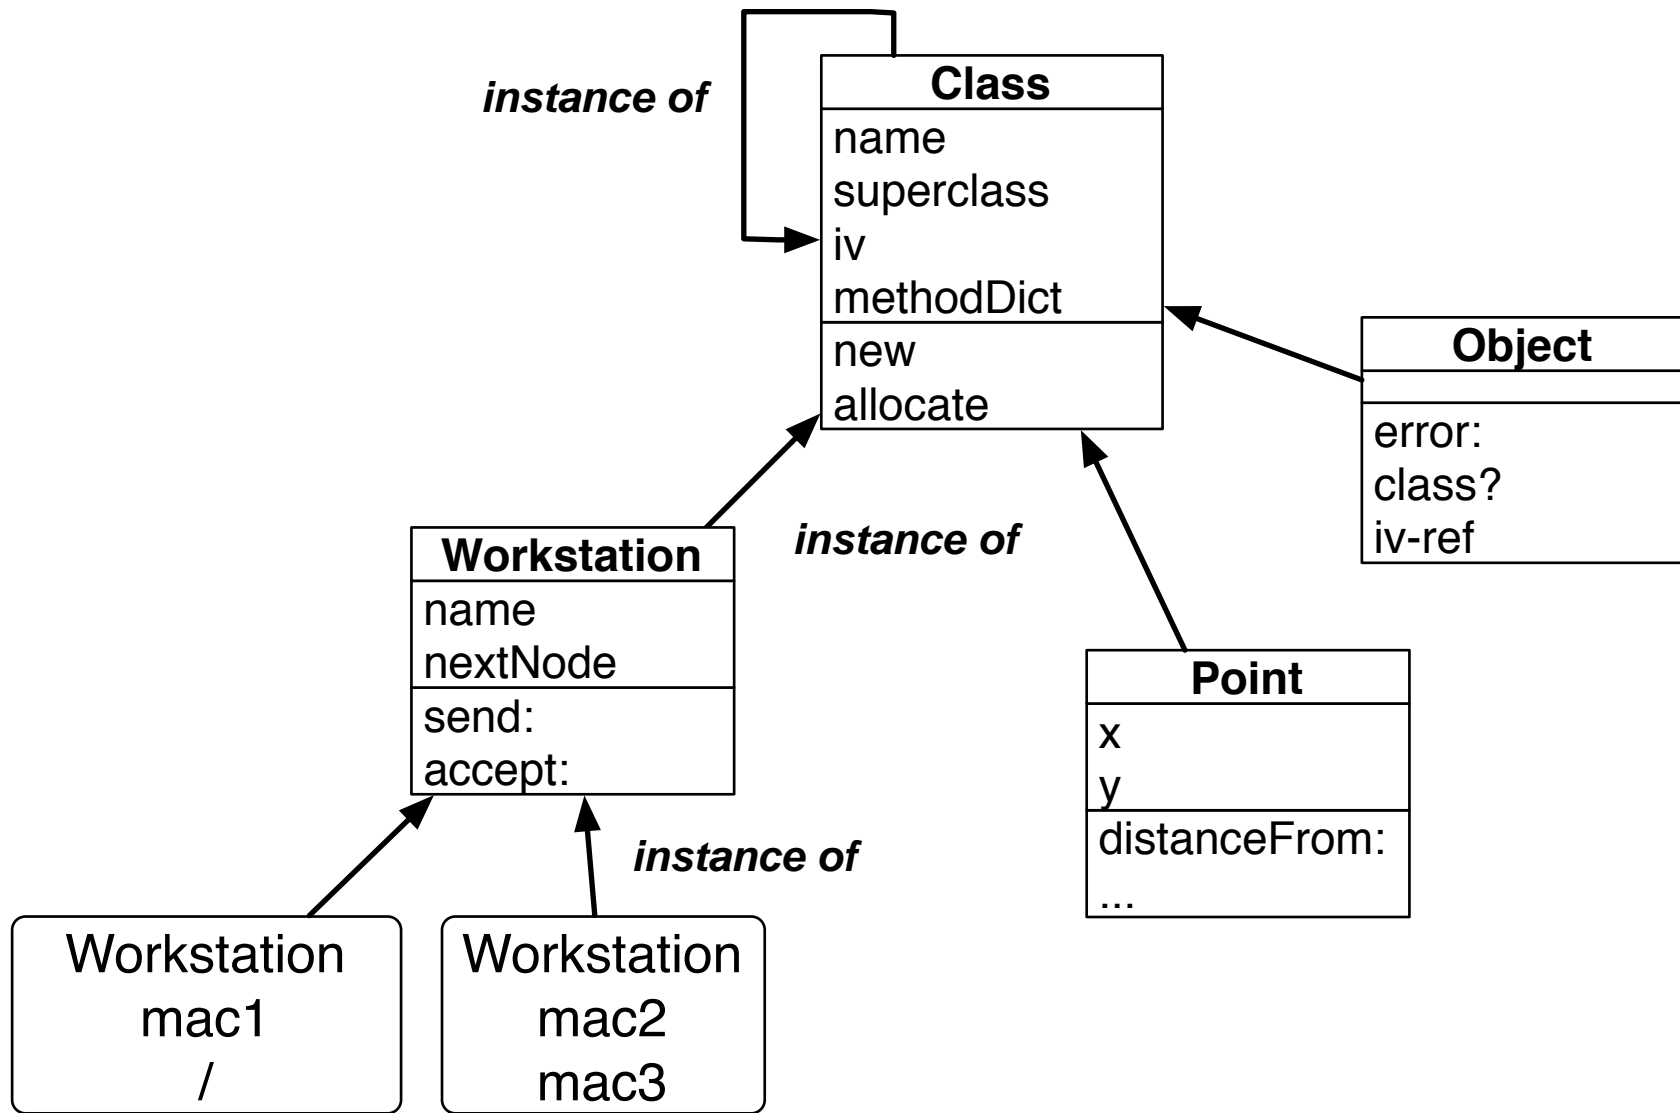 instance of
Class
name
superclass
iv
methodDict
new
allocate
Object
error:
class?
iv-ref
instance of
Workstation
name
nextNode
send:
accept:
Point
x
y
distanceFrom:
...
instance of
Workstation
mac1
/
Workstation
mac2
mac3